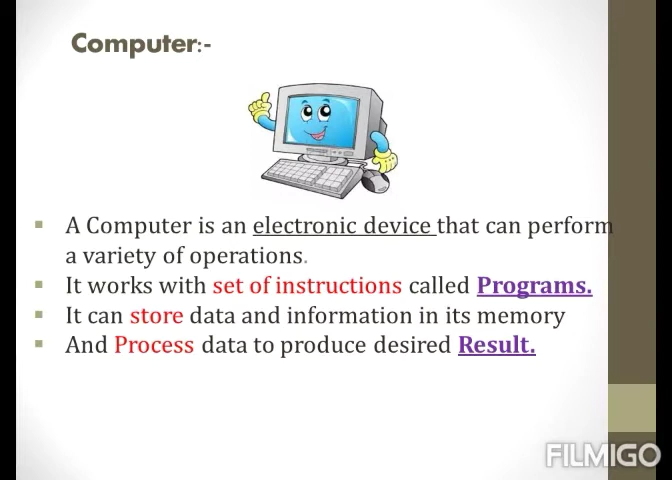 Computer:-
▪ A Computer is an electronic device that can perform
a variety of operations.
▪ It works with set of instructions called Programs.
▪ It can store data and information in its memory
▪ And Process data to produce desired Result.
FILMIGO